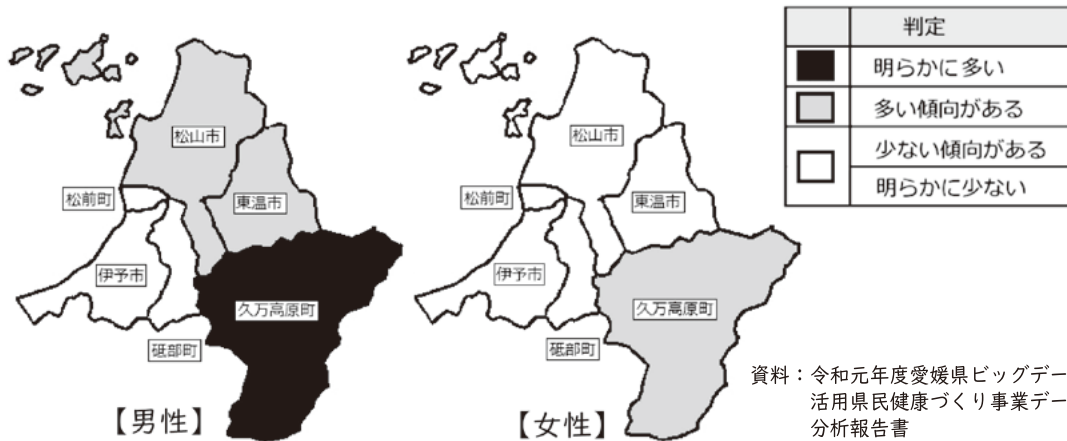 松山市
松前町
東温市
伊予市
久万高原町
砥部町
【男性】
松山市
松前町
東温市
伊予市
久万高原町
砥部町
【女性】
判定
明らかに多い
多い傾向がある
少ない傾向がある
明らかに少ない
資料：令和元年度愛媛県ビッグデー
活用県民健康づくり事業デー
分析報告書